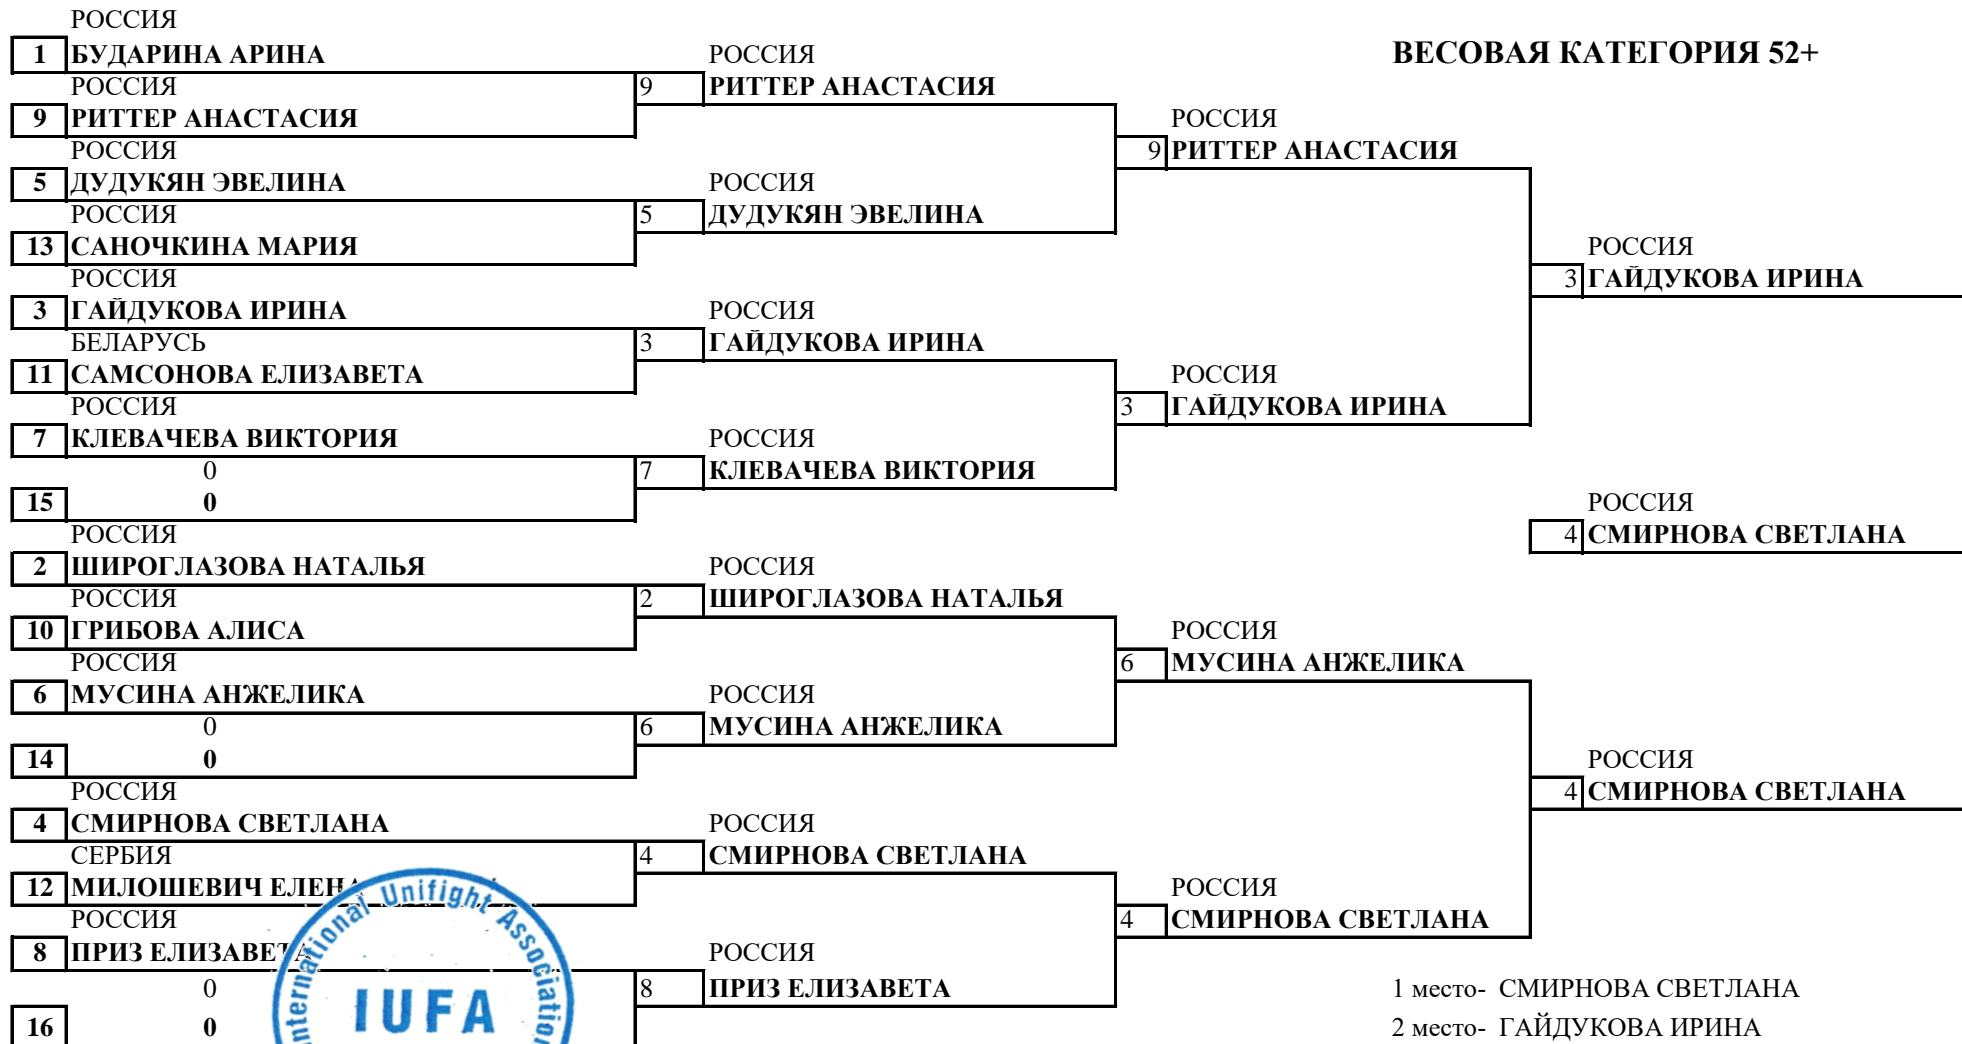 РОССИЯ
1 БУДАРИНА АРИНА
РОССИЯ
ВЕСОВАЯ КАТЕГОРИЯ 52+
РОССИЯ
9
РИТТЕР АНАСТАСИЯ
9 РИТТЕР АНАСТАСИЯ
РОССИЯ
РОССИЯ
9 РИТТЕР АНАСТАСИЯ
5 ДУДУКЯН ЭВЕЛИНА
РОССИЯ
РОССИЯ
5
ДУДУКЯН ЭВЕЛИНА
13 САНОЧКИНА МАРИЯ
РОССИЯ
РОССИЯ
3 ГАЙДУКОВА ИРИНА
3 ГАЙДУКОВА ИРИНА
РОССИЯ
БЕЛАРУСЬ
3
ГАЙДУКОВА ИРИНА
11 САМСОНОВА ЕЛИЗАВЕТА
РОССИЯ
РОССИЯ
3 ГАЙДУКОВА ИРИНА
7 КЛЕВАЧЕВА ВИКТОРИЯ
РОССИЯ
0
7
КЛЕВАЧЕВА ВИКТОРИЯ
15 0
РОССИЯ
РОССИЯ
4 СМИРНОВА СВЕТЛАНА
2 ШИРОГЛАЗОВА НАТАЛЬЯ
РОССИЯ
РОССИЯ
2
ШИРОГЛАЗОВА НАТАЛЬЯ
10 ГРИБОВА АЛИСА
РОССИЯ
РОССИЯ
6 МУСИНА АНЖЕЛИКА
6 МУСИНА АНЖЕЛИКА
РОССИЯ
0
6
МУСИНА АНЖЕЛИКА
14 0
РОССИЯ
РОССИЯ
4 СМИРНОВА СВЕТЛАНА
4 СМИРНОВА СВЕТЛАНА
РОССИЯ
СЕРБИЯ
4
СМИРНОВА СВЕТЛАНА
12 МИЛОШЕВИЧ ЕЛЕНА
РОССИЯ
РОССИЯ
4 СМИРНОВА СВЕТЛАНА
8 ПРИЗ ЕЛИЗАВЕТА
РОССИЯ
0
8
ПРИЗ ЕЛИЗАВЕТА
16 0
International Unifight Association
IUFA
1 место- СМИРНОВА СВЕТЛАНА
2 место- ГАЙДУКОВА ИРИНА